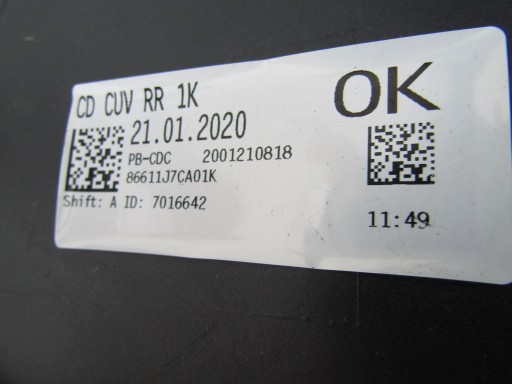 CD CUV RR 1K
OK
21.01.2020
PB-CDC 2001210818
86611J7CA01K
Shift: A ID: 7016642
11:49